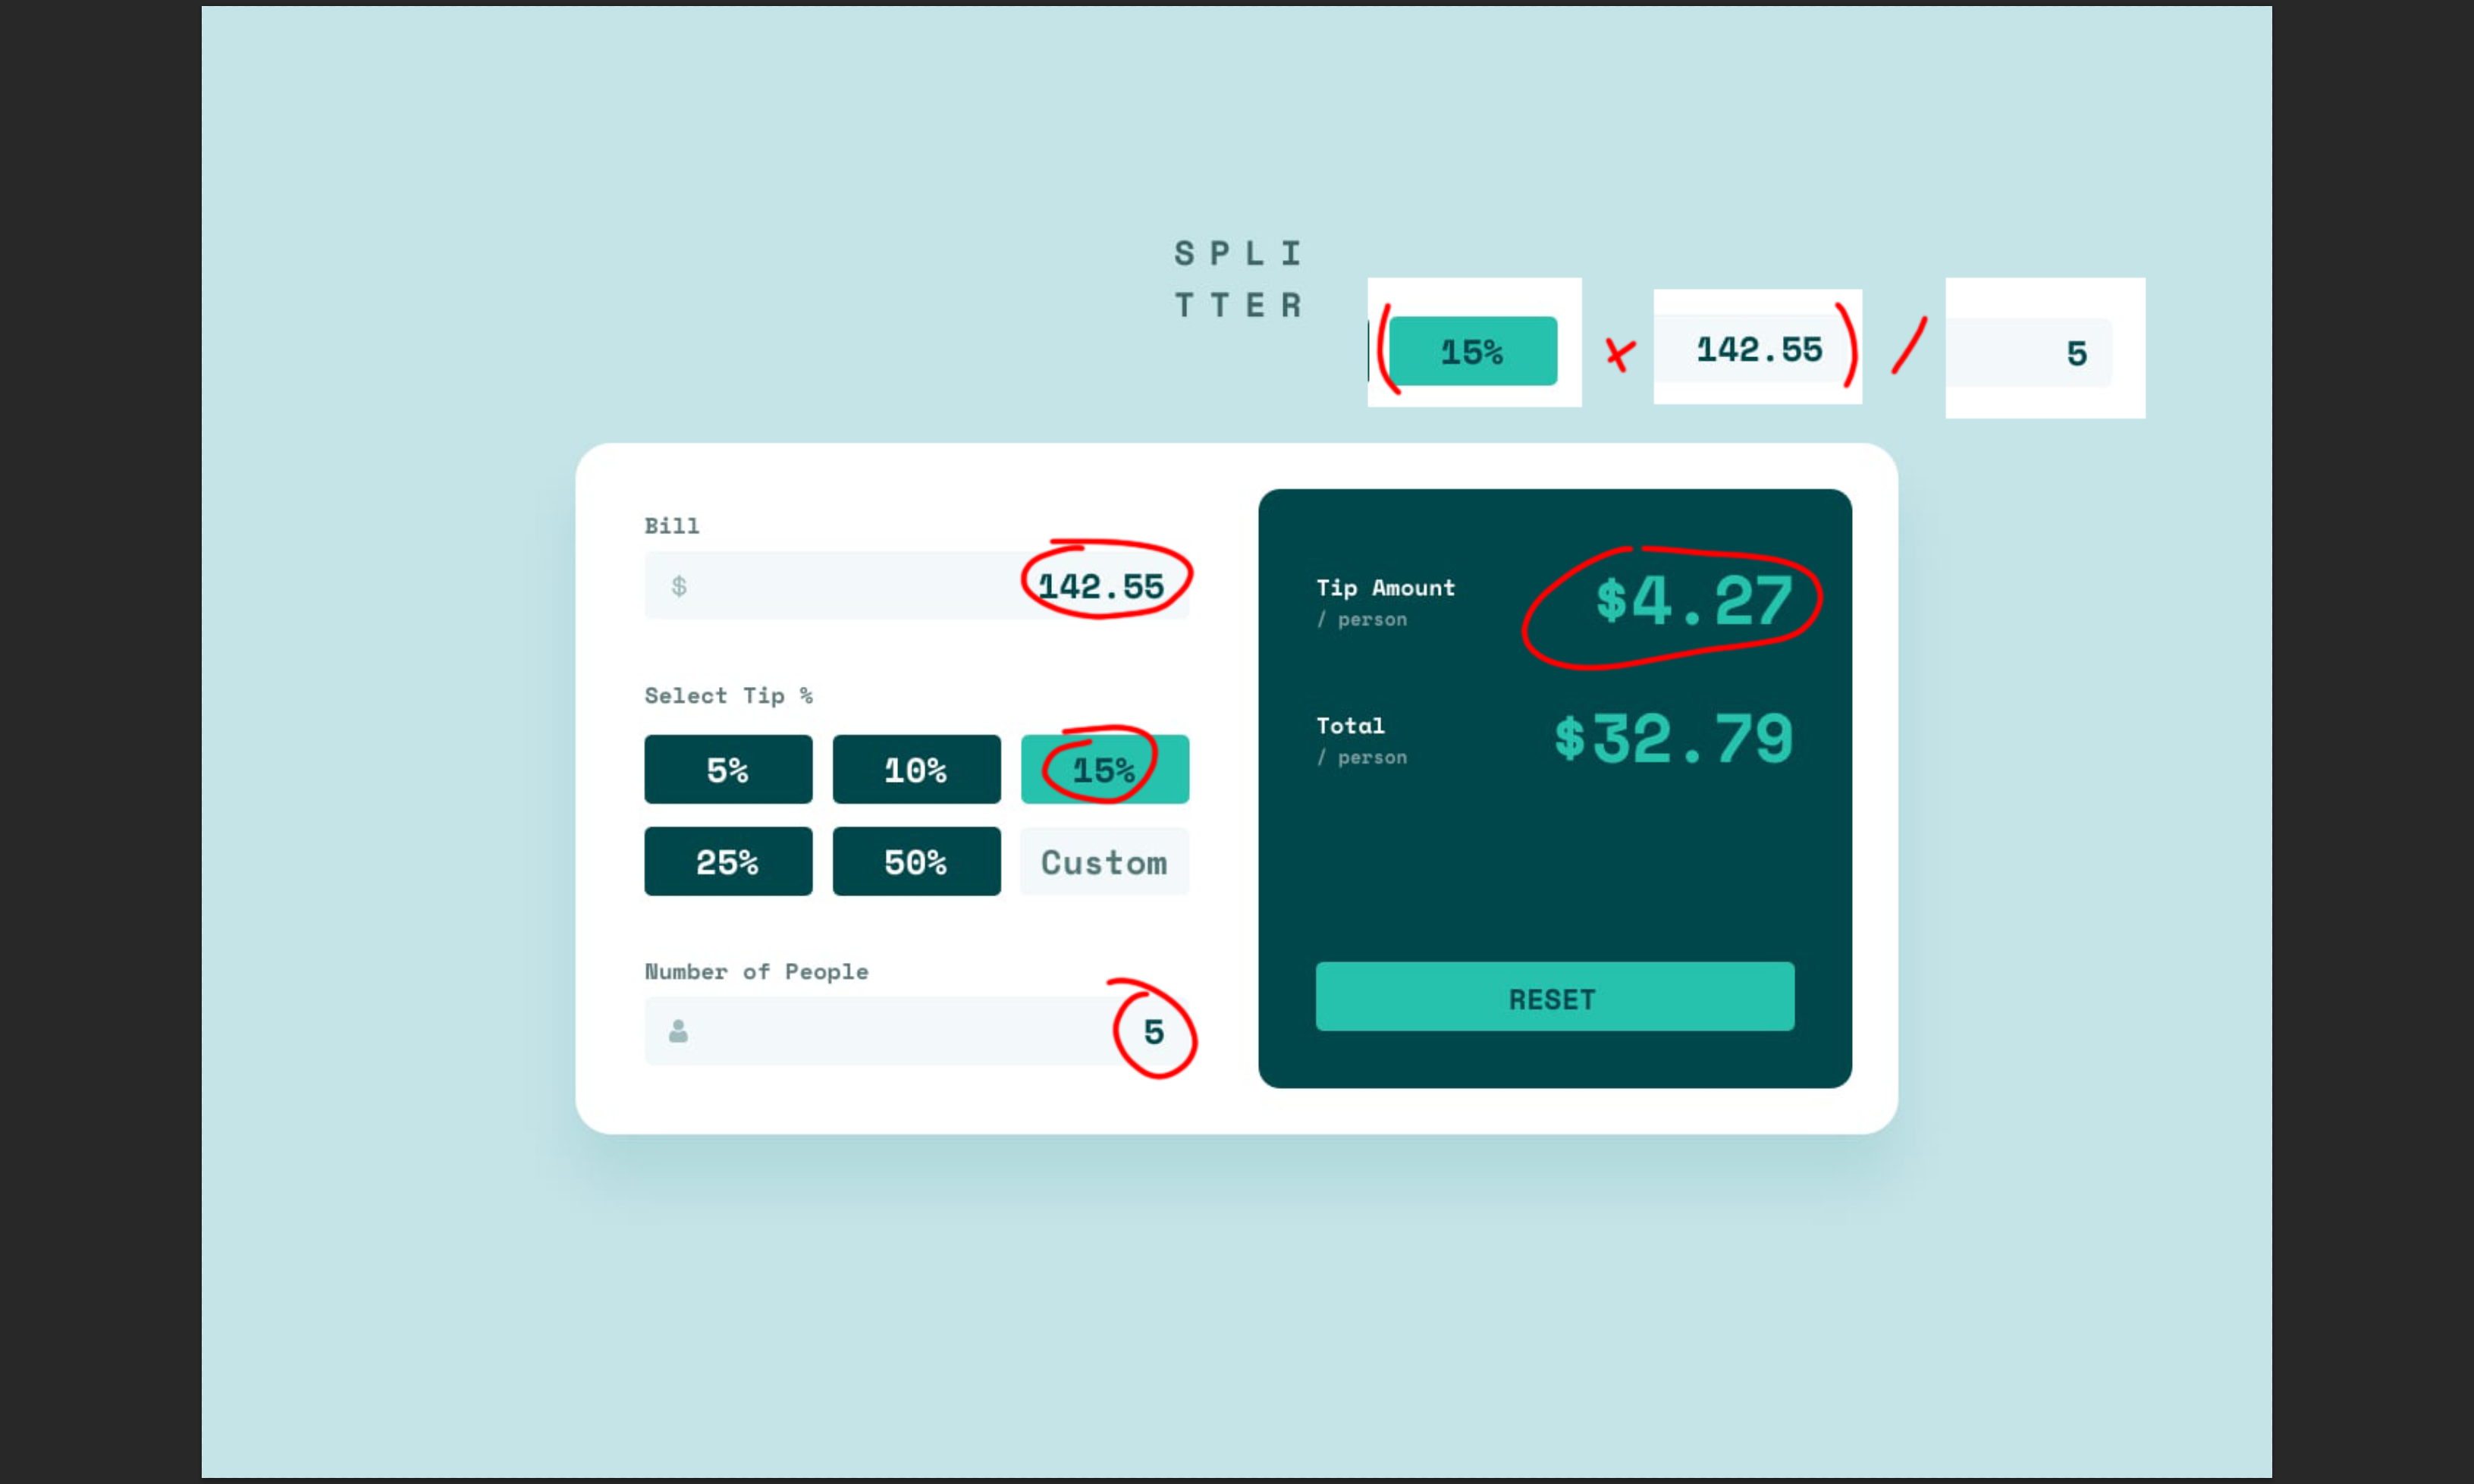 SPLI
TTER
( 15% x 142.55 ) / 5
Bill
$ 142.55
Select Tip %
5% 10% 15%
25% 50% Custom
Number of People
5
Tip Amount
/ person
$4.27
Total
/ person
$32.79
RESET